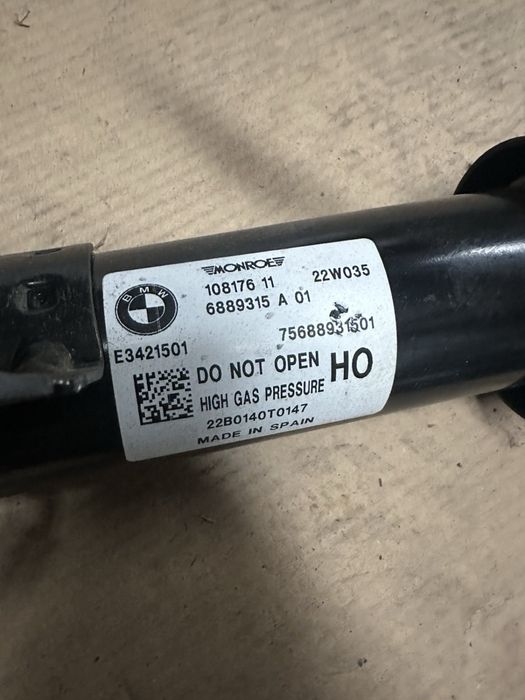 MONROE
BMW
108176 11 22W035
6889315 A 01
75688931501
E3421501
DO NOT OPEN HO
HIGH GAS PRESSURE
22B0140T0147
MADE IN SPAIN